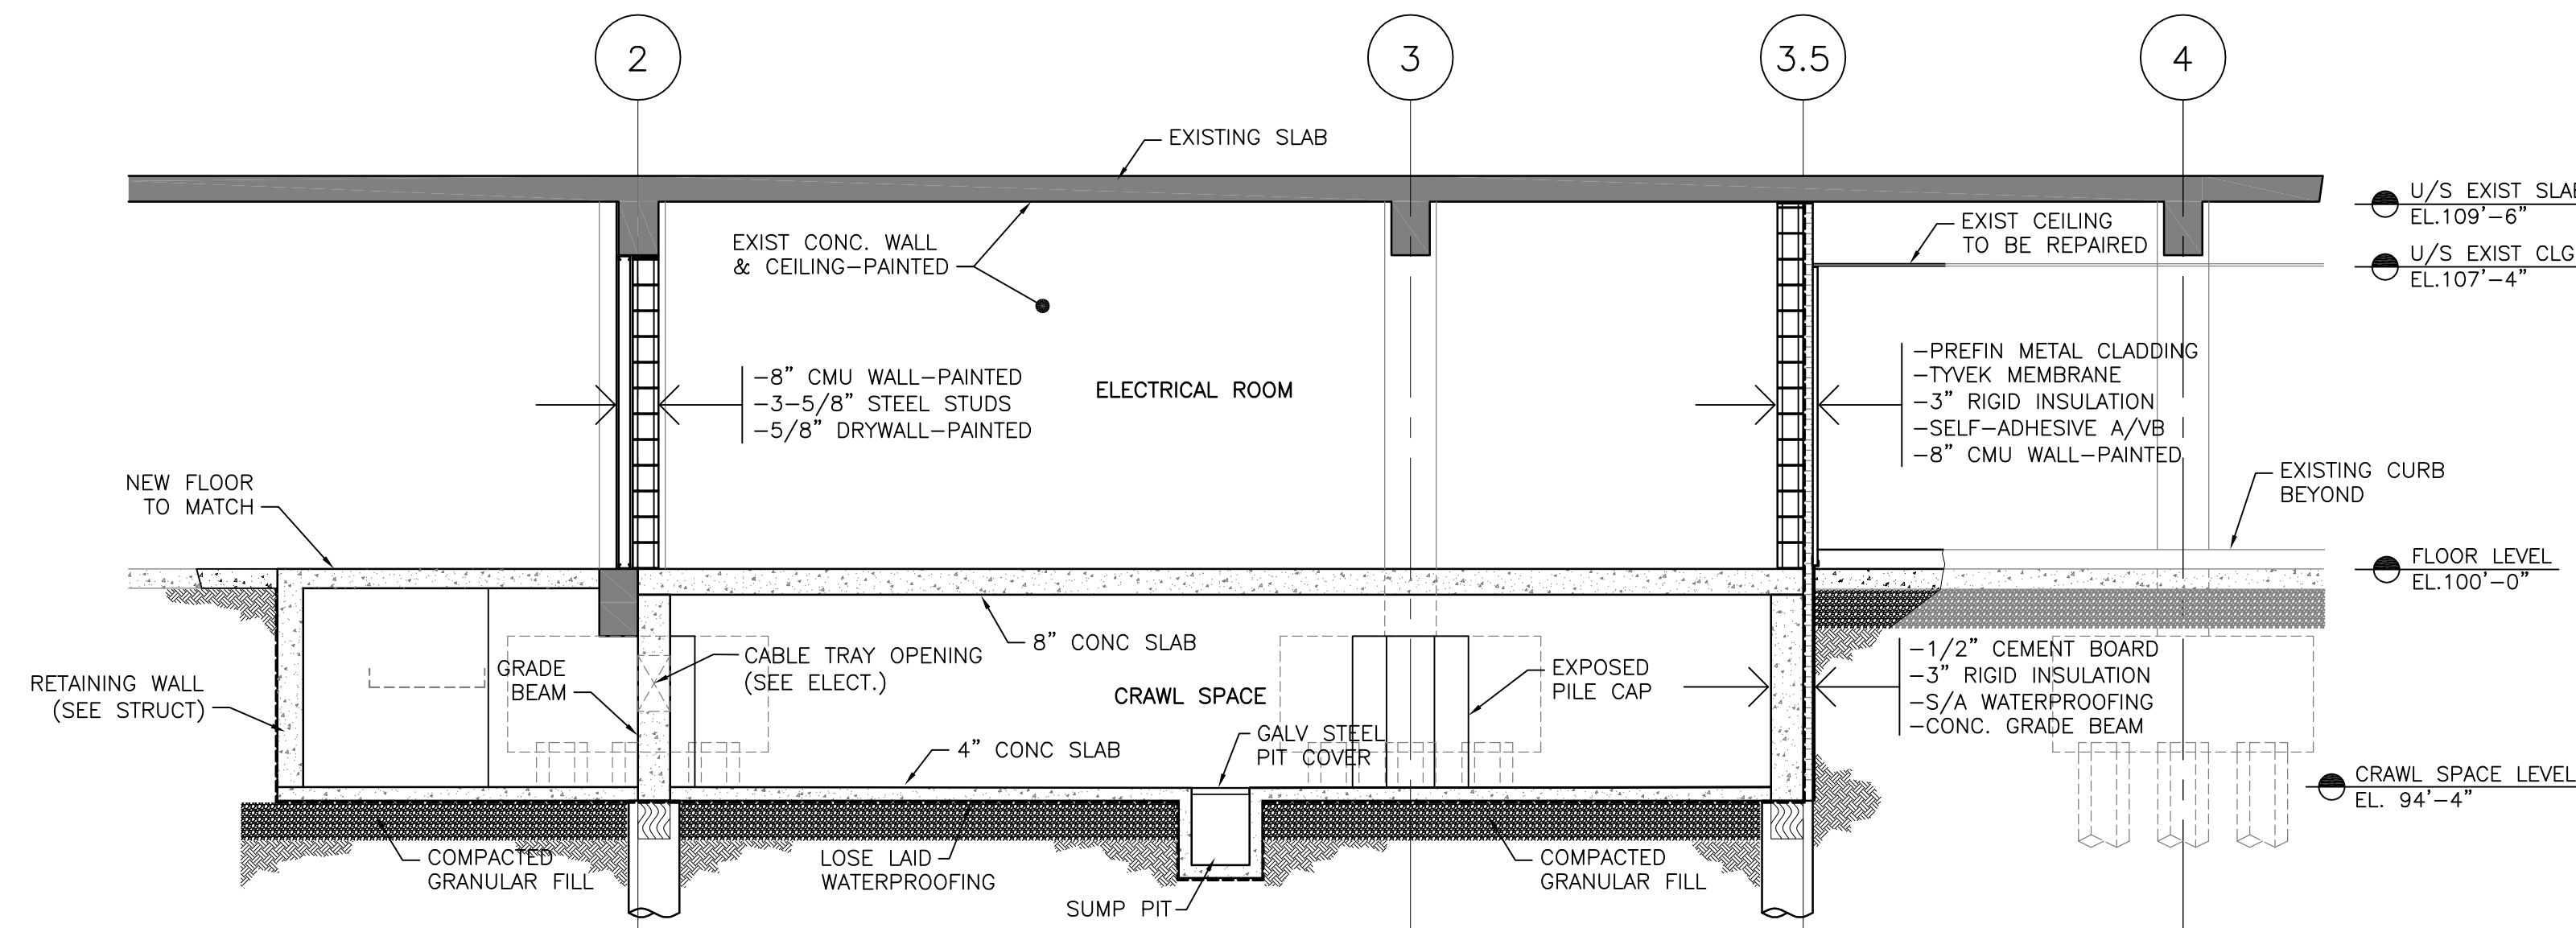 2
3
3.5
4
EXISTING SLAB
U/S EXIST SLAB
EL.109'-6"
EXIST CEILING
TO BE REPAIRED
EXIST CONC. WALL
& CEILING-PAINTED
U/S EXIST CLG
EL.107'-4"
-8" CMU WALL-PAINTED
-3-5/8" STEEL STUDS
-5/8" DRYWALL-PAINTED
ELECTRICAL ROOM
-PREFIN METAL CLADDING
-TYVEK MEMBRANE
-3" RIGID INSULATION
-SELF-ADHESIVE A/VB
-8" CMU WALL-PAINTED
NEW FLOOR
TO MATCH
EXISTING CURB
BEYOND
FLOOR LEVEL
EL.100'-0"
8" CONC SLAB
RETAINING WALL
(SEE STRUCT)
GRADE
BEAM
CABLE TRAY OPENING
(SEE ELECT.)
CRAWL SPACE
EXPOSED
PILE CAP
-1/2" CEMENT BOARD
-3" RIGID INSULATION
-S/A WATERPROOFING
-CONC. GRADE BEAM
4" CONC SLAB
GALV STEEL
PIT COVER
CRAWL SPACE LEVEL
EL. 94'-4"
COMPACTED
GRANULAR FILL
LOSE LAID
WATERPROOFING
SUMP PIT
COMPACTED
GRANULAR FILL